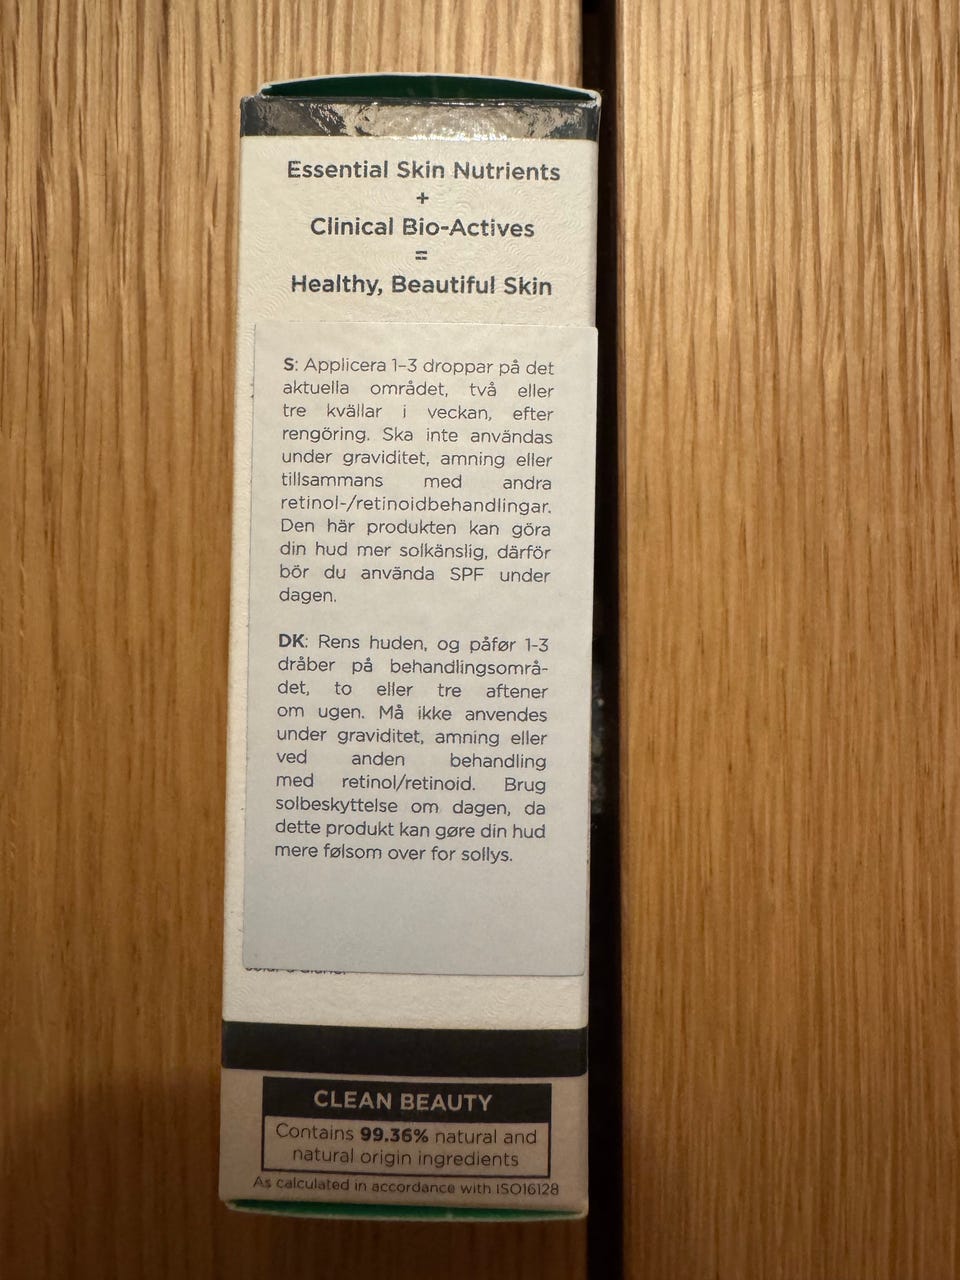 Essential Skin Nutrients
+
Clinical Bio-Actives
=
Healthy, Beautiful Skin
S: Applicera 1-3 droppar på det
aktuella området, två eller
tre kvällar i veckan, efter
rengöring. Ska inte användas
under graviditet, amning eller
tillsammans med andra
retinol-/retinoidbehandlingar.
Den här produkten kan göra
din hud mer solkänslig, därför
bör du använda SPF under
dagen.
DK: Rens huden, og påfør 1-3
dråber på behandlingsområ-
det, to eller tre aftener
om ugen. Må ikke anvendes
under graviditet, amning eller
ved anden behandling
med retinol/retinoid. Brug
solbeskyttelse om dagen, da
dette produkt kan gøre din hud
mere følsom over for sollys.
CLEAN BEAUTY
Contains 99.36% natural and
natural origin ingredients
As calculated in accordance with ISO16128